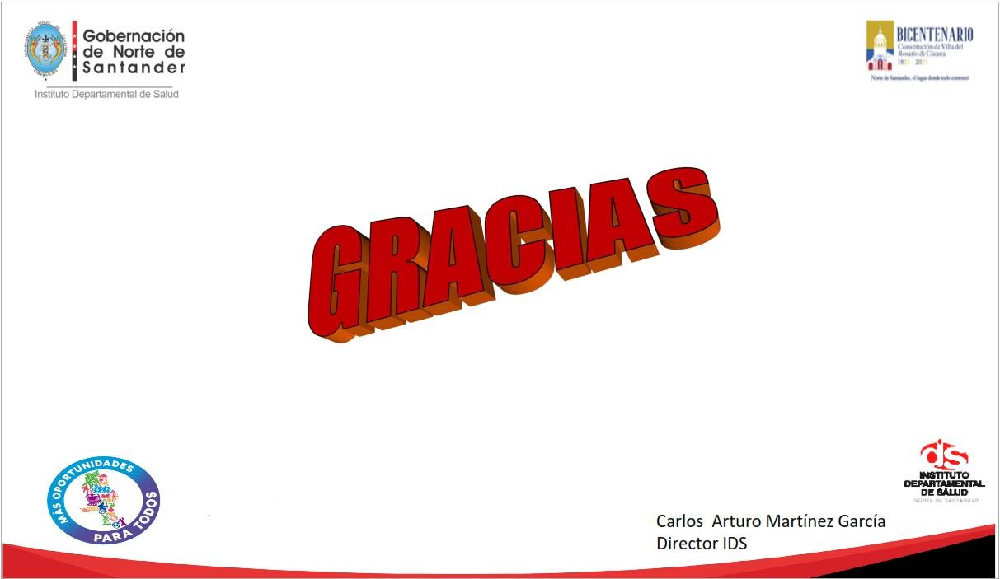 Gobernación
de Norte de
Santander
Instituto Departamental de Salud
BICENTENARIO
Constitución de Villa del
Rosario de Cúcuta
1821 - 2021
Norte de Santander, el lugar donde todo comenzó
GRACIAS
MÁS OPORTUNIDADES
PARA TODOS
ids
INSTITUTO
DEPARTAMENTAL
DE SALUD
NORTE DE SANTANDER
Carlos Arturo Martínez García
Director IDS